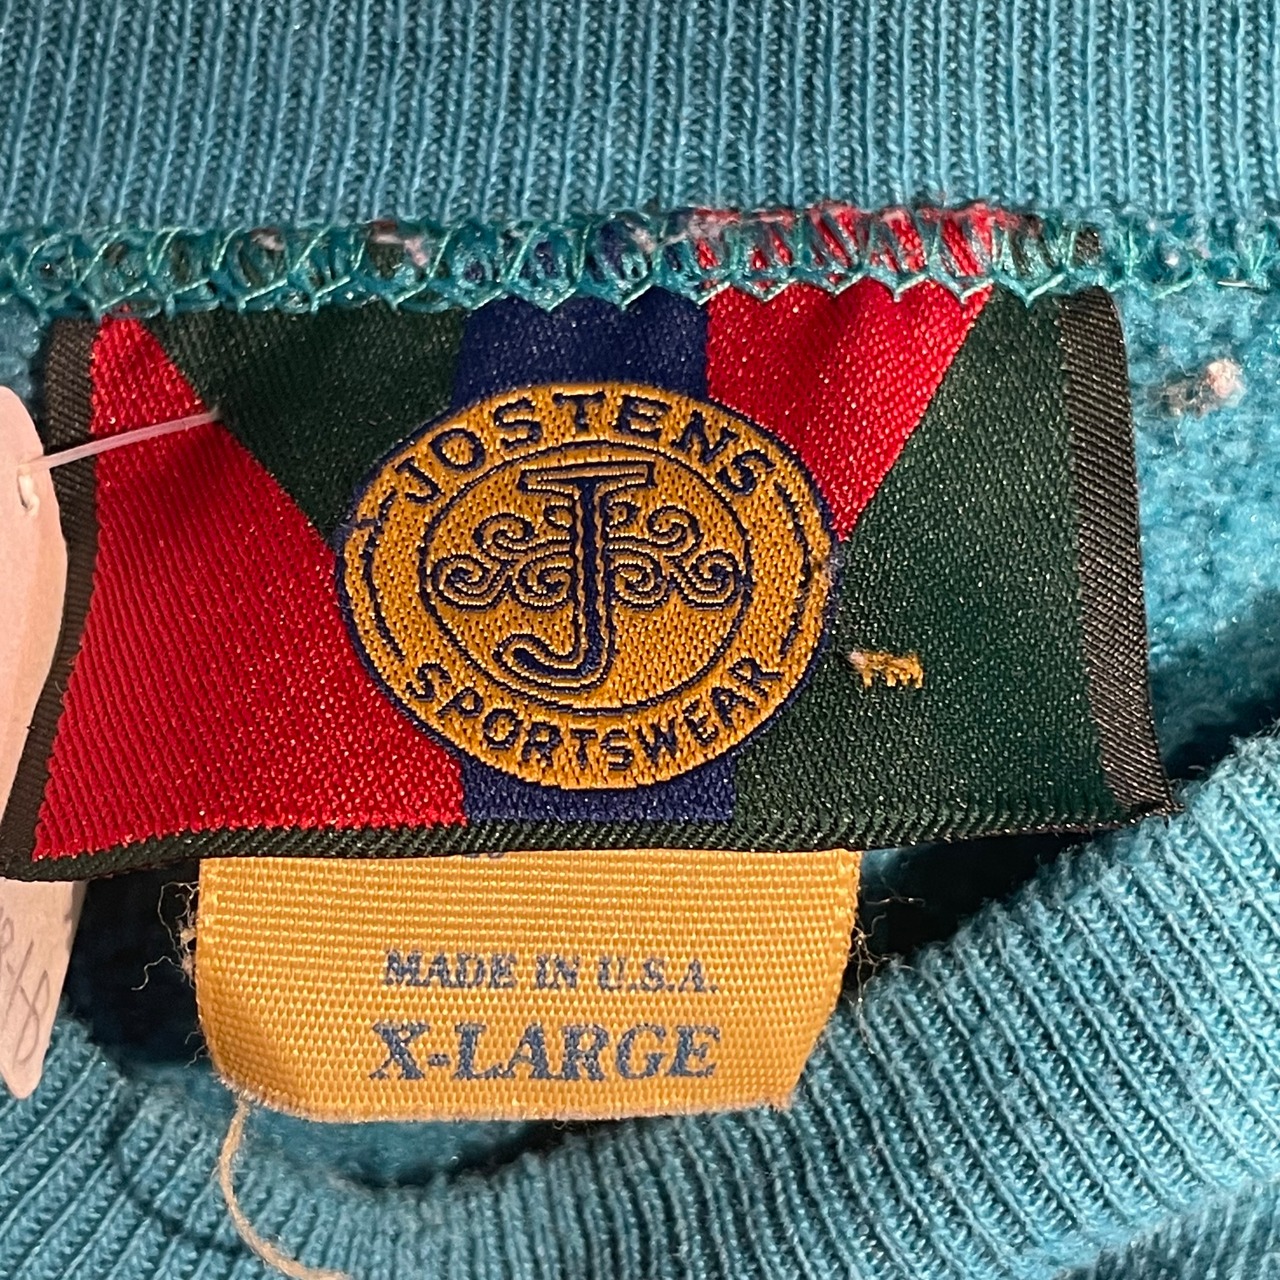 JOSTENS
J
SPORTSWEAR
TM
MADE IN U.S.A.
X-LARGE